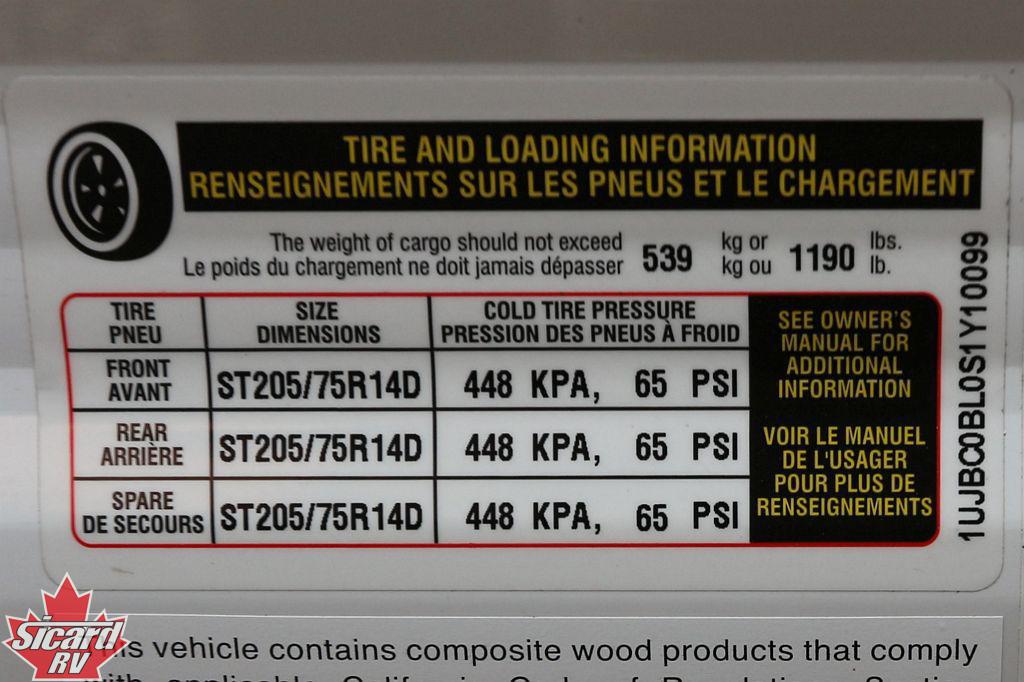 TIRE AND LOADING INFORMATION
RENSEIGNEMENTS SUR LES PNEUS ET LE CHARGEMENT
The weight of cargo should not exceed 539 kg or 1190 lbs.
Le poids du chargement ne doit jamais dépasser kg ou lb.
TIRE SIZE COLD TIRE PRESSURE
PNEU DIMENSIONS PRESSION DES PNEUS À FROID
FRONT
AVANT ST205/75R14D 448 KPA, 65 PSI
REAR
ARRIÈRE ST205/75R14D 448 KPA, 65 PSI
SPARE
DE SECOURS ST205/75R14D 448 KPA, 65 PSI
SEE OWNER'S
MANUAL FOR
ADDITIONAL
INFORMATION
VOIR LE MANUEL
DE L'USAGER
POUR PLUS DE
RENSEIGNEMENTS
1UJBC0BL0S1Y10099
Sicard
RV
vehicle contains composite wood products that comply